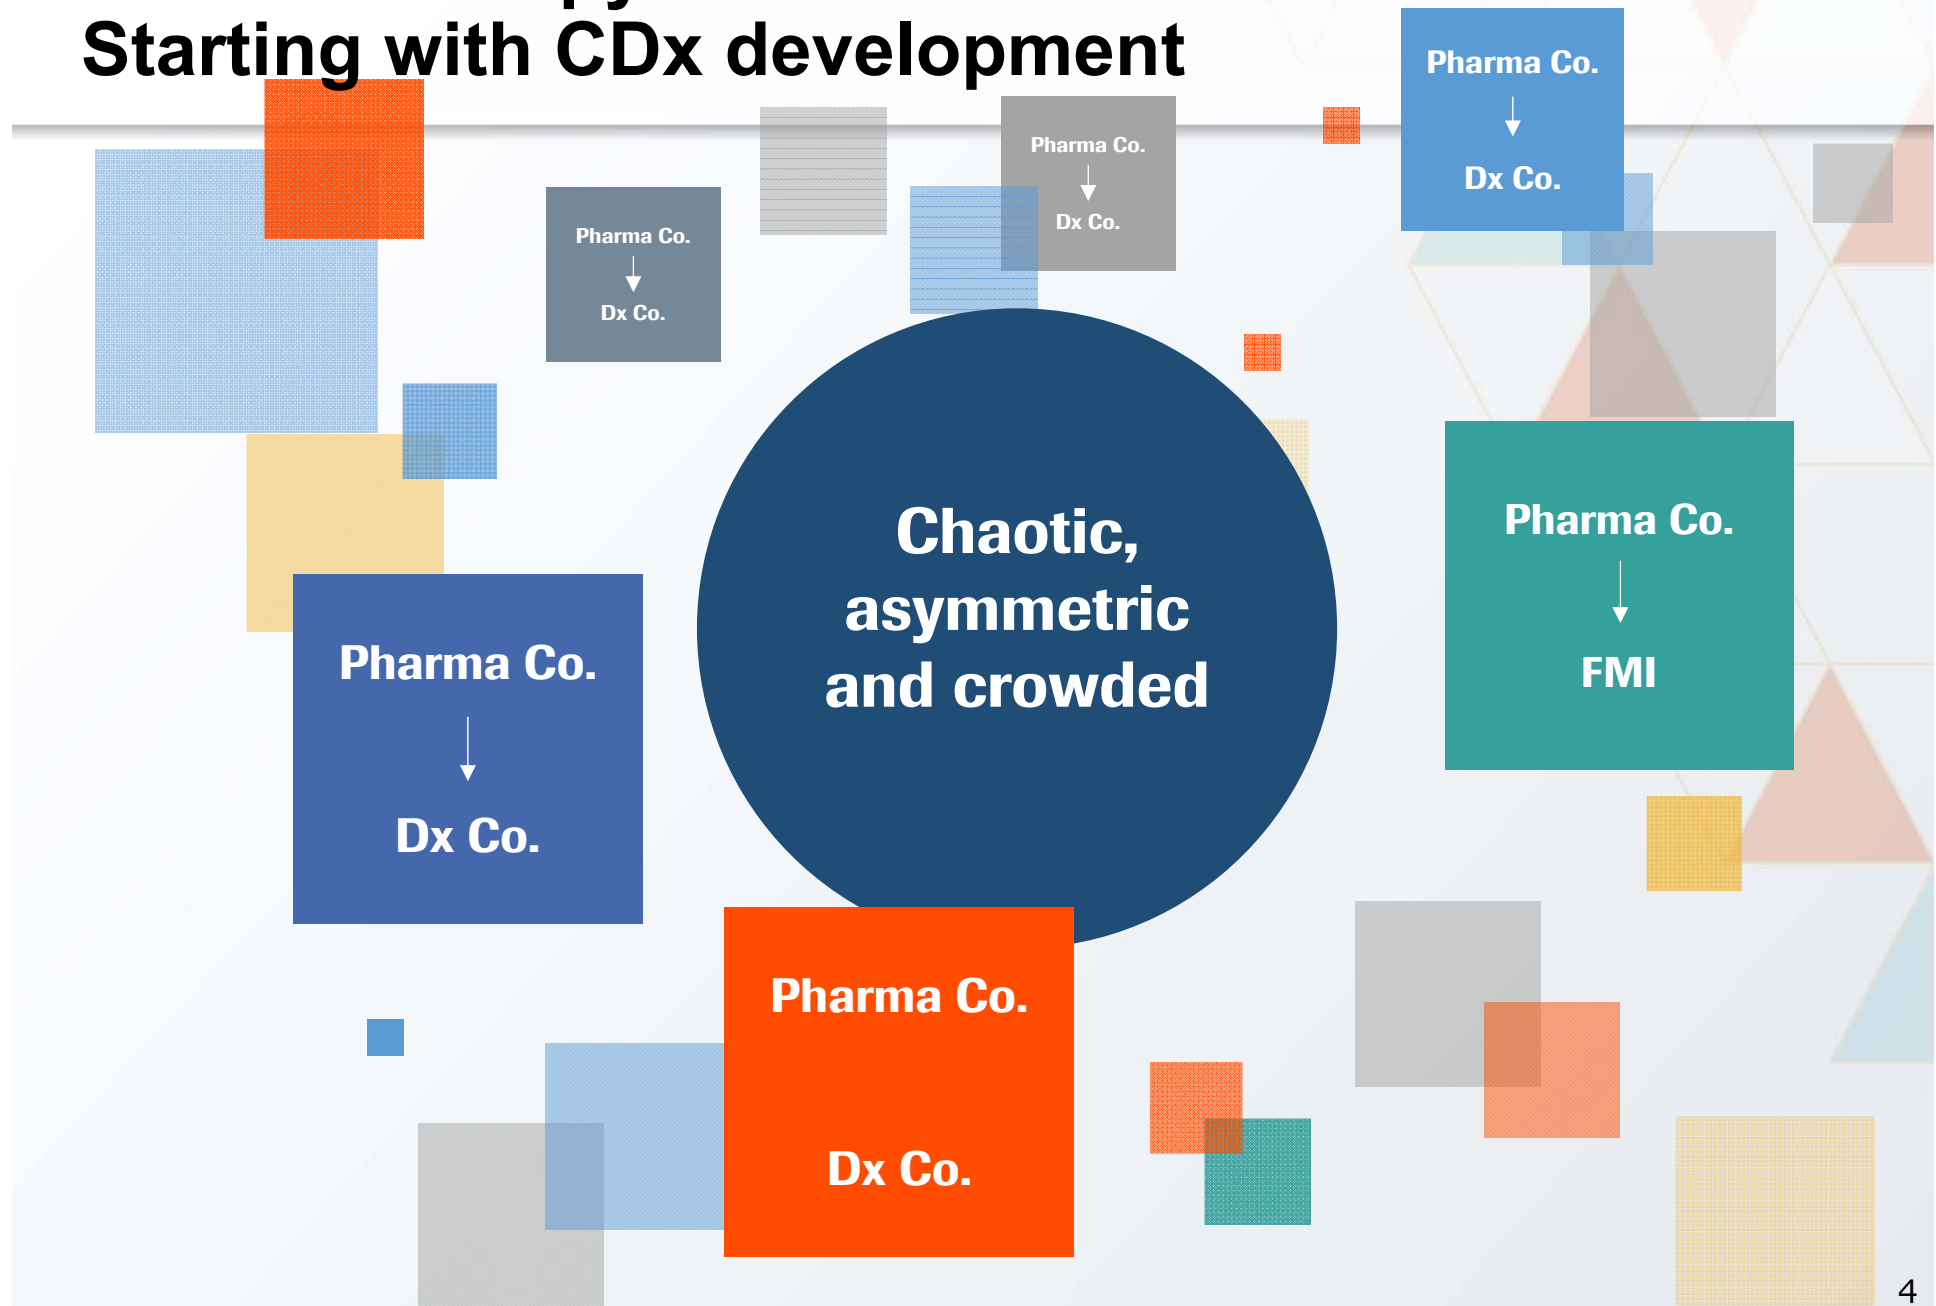 Starting with CDx development
Pharma Co.
Dx Co.
Pharma Co.
Dx Co.
Pharma Co.
Dx Co.
Chaotic,
asymmetric
and crowded
Pharma Co.
FMI
Pharma Co.
Dx Co.
Pharma Co.
Dx Co.
4